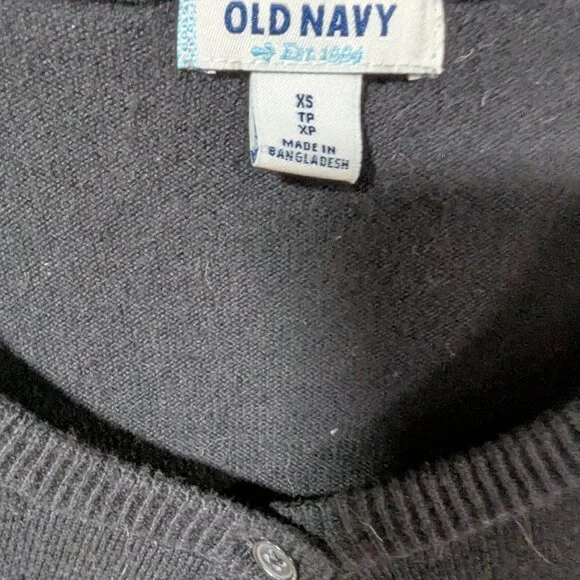 OLD NAVY
Est. 1994
XS
TP
XP
MADE IN
BANGLADESH